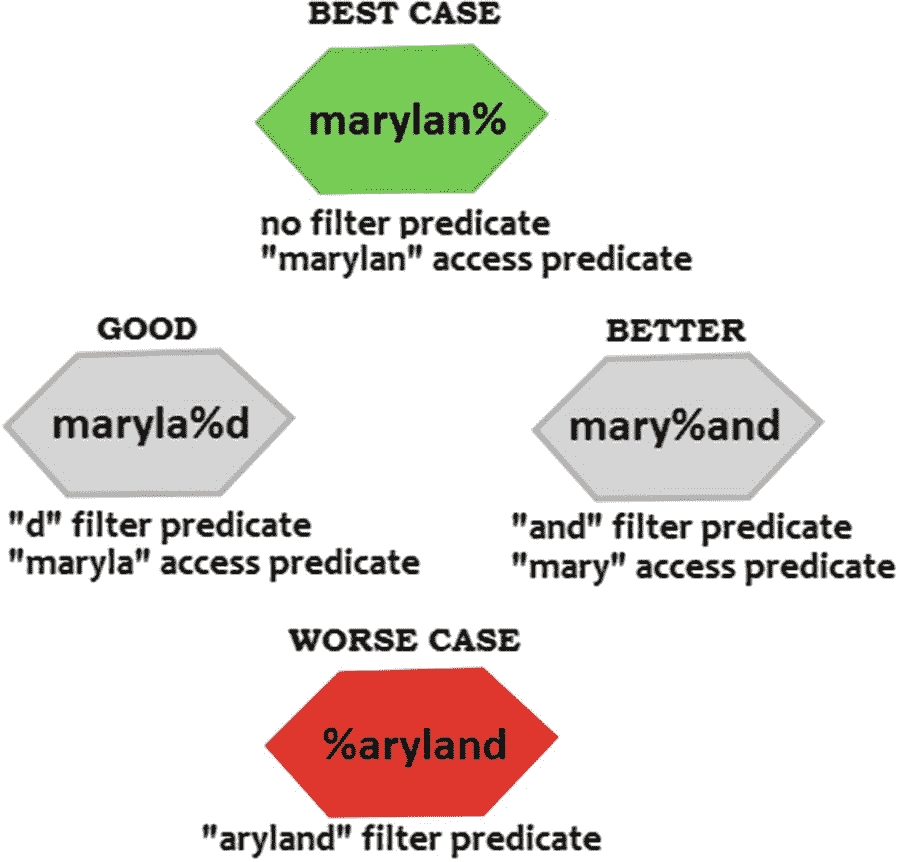 BEST CASE
marylan%
no filter predicate
"marylan" access predicate
GOOD
maryla%d
"d" filter predicate
"maryla" access predicate
BETTER
mary%and
"and" filter predicate
"mary" access predicate
WORSE CASE
%aryland
"aryland" filter predicate